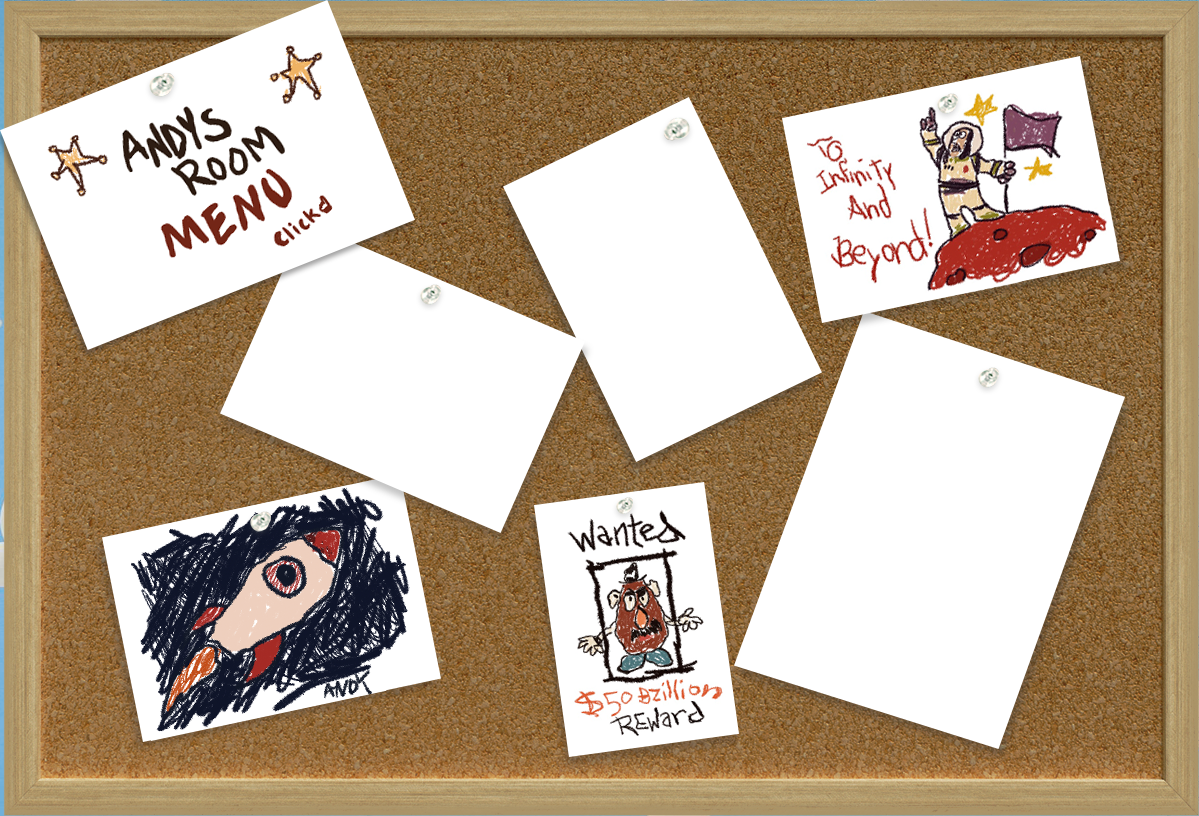 ANDYS
ROOM
MENU
clickd
To
Infinity
And
Beyond!
ANDY
Wanted
$50 Bzillion
REWard